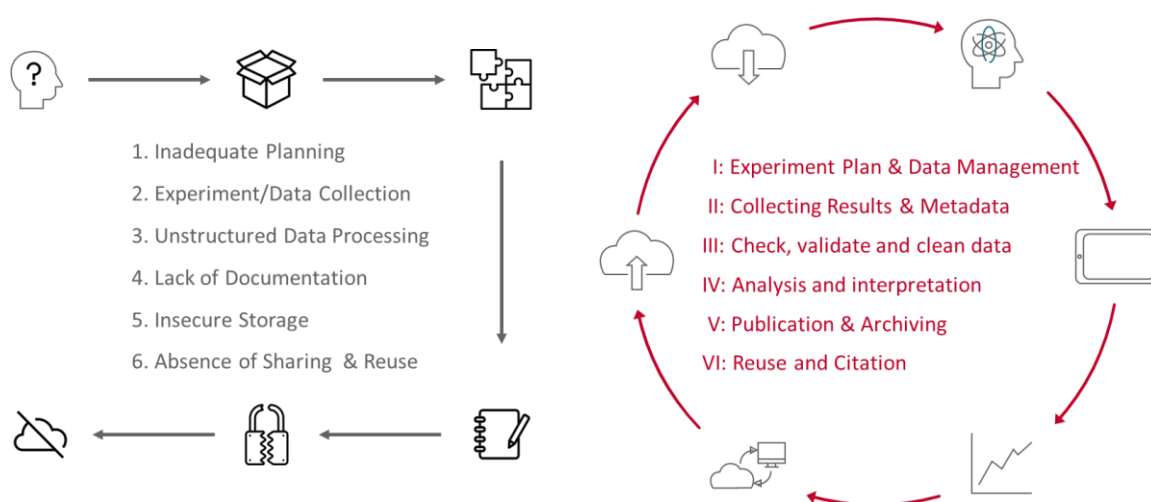 ?
1. Inadequate Planning
2. Experiment/Data Collection
3. Unstructured Data Processing
4. Lack of Documentation
5. Insecure Storage
6. Absence of Sharing & Reuse
I: Experiment Plan & Data Management
II: Collecting Results & Metadata
III: Check, validate and clean data
IV: Analysis and interpretation
V: Publication & Archiving
VI: Reuse and Citation